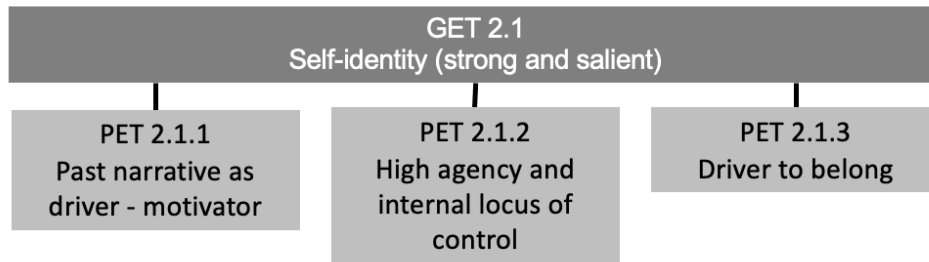 GET 2.1
Self-identity (strong and salient)
PET 2.1.1
Past narrative as
driver - motivator
PET 2.1.2
High agency and
internal locus of
control
PET 2.1.3
Driver to belong